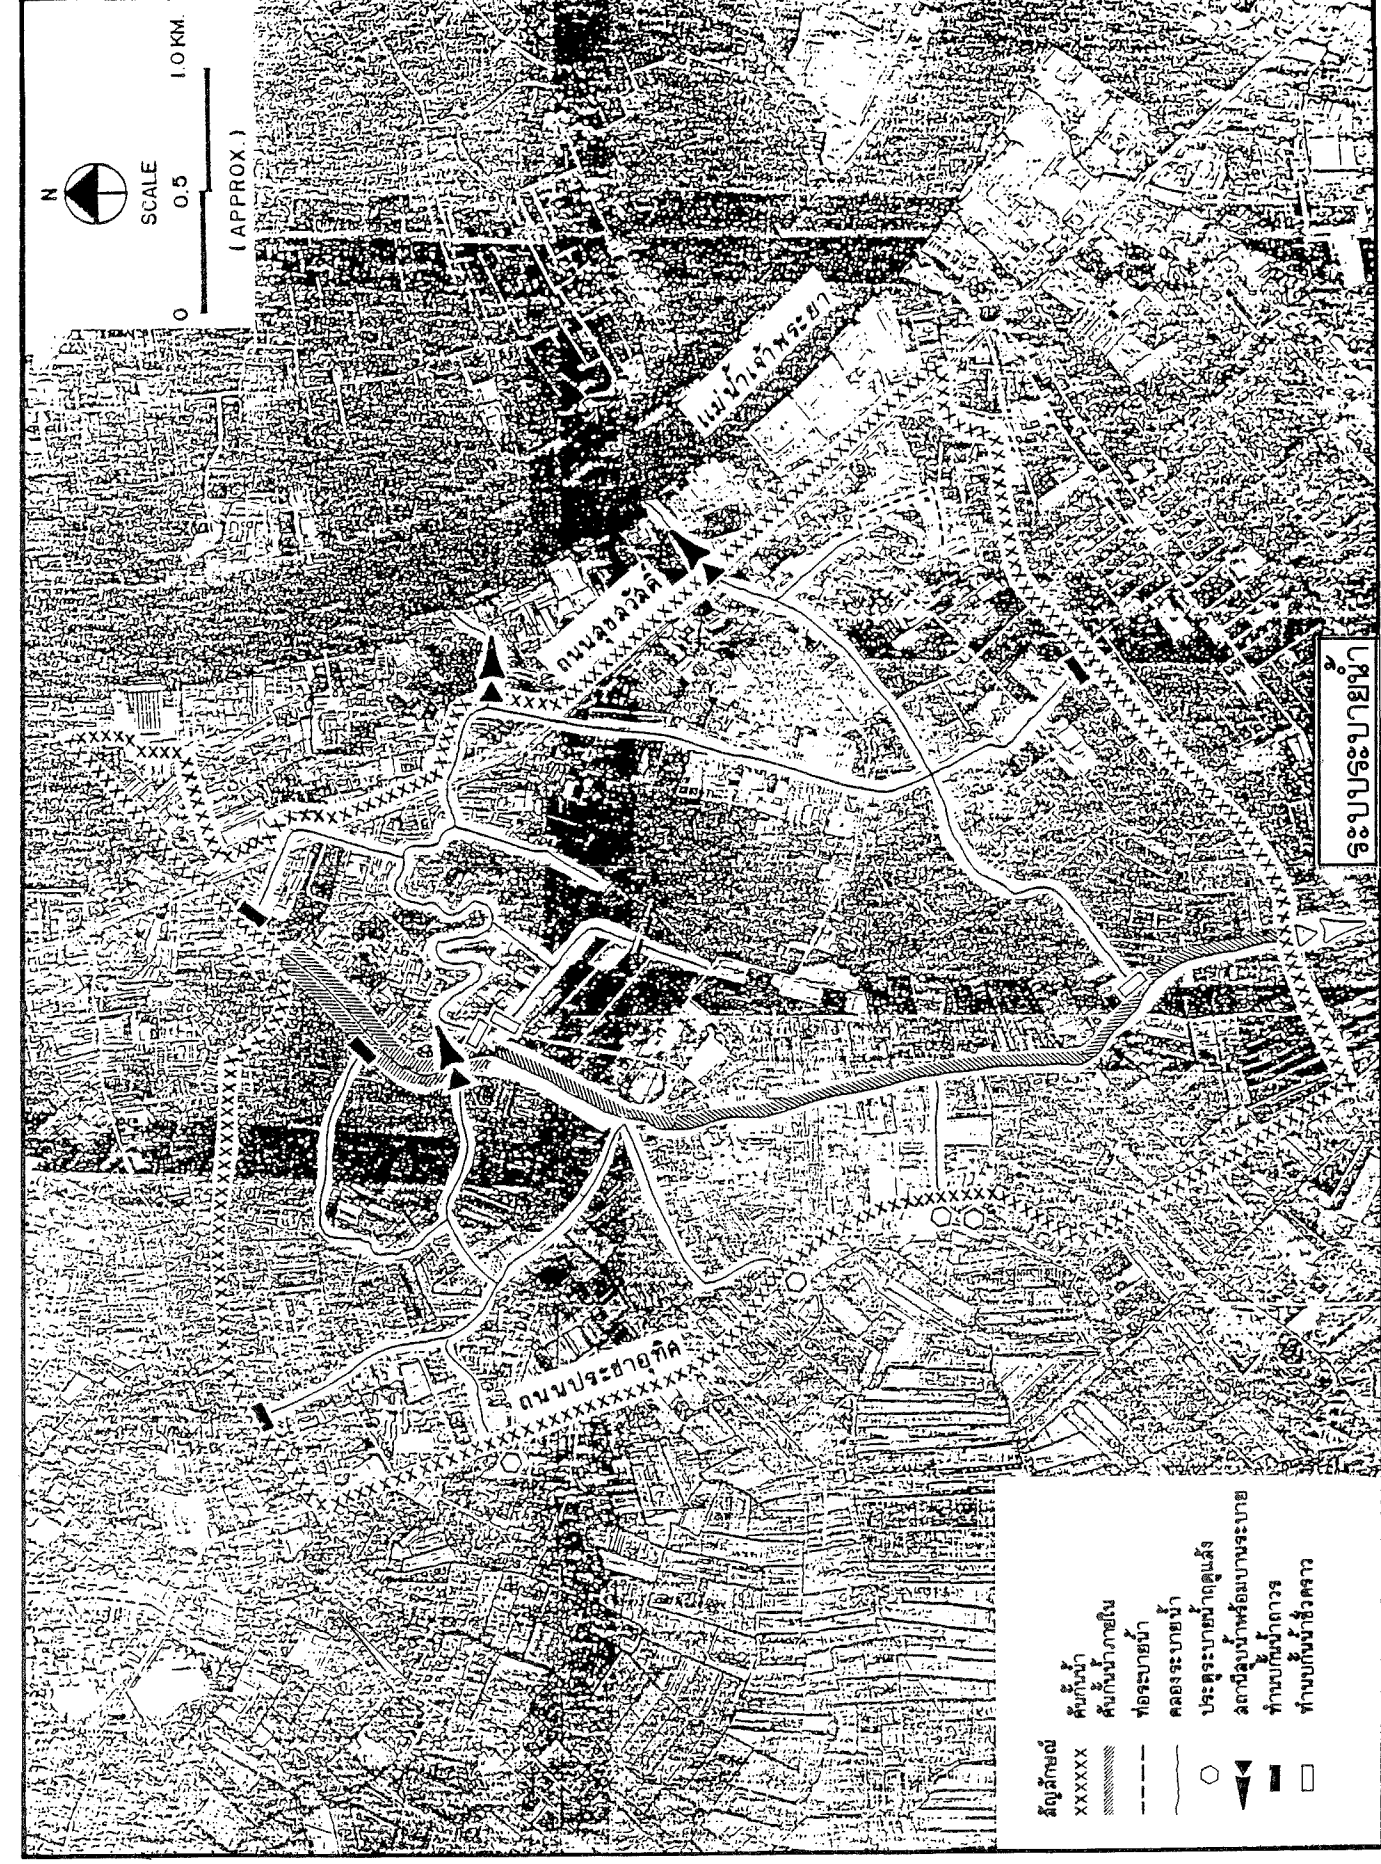 N
SCALE
0 0.5 1.0 KM.
( APPROX. )
แม่น้ำเจ้าพระยา
ถนนสุขสวัสดิ์
ถนนประชาอุทิศ
ระบบระบายน้ำ
สัญลักษณ์
xxxxx คันกั้นน้ำ
คันกั้นน้ำภายใน
ท่อระบายน้ำ
คลองระบายน้ำ
ประตูระบายน้ำฤดูแล้ง
สถานีสูบน้ำพร้อมบานระบาย
ทำนบกั้นน้ำถาวร
ทำนบกั้นน้ำชั่วคราว